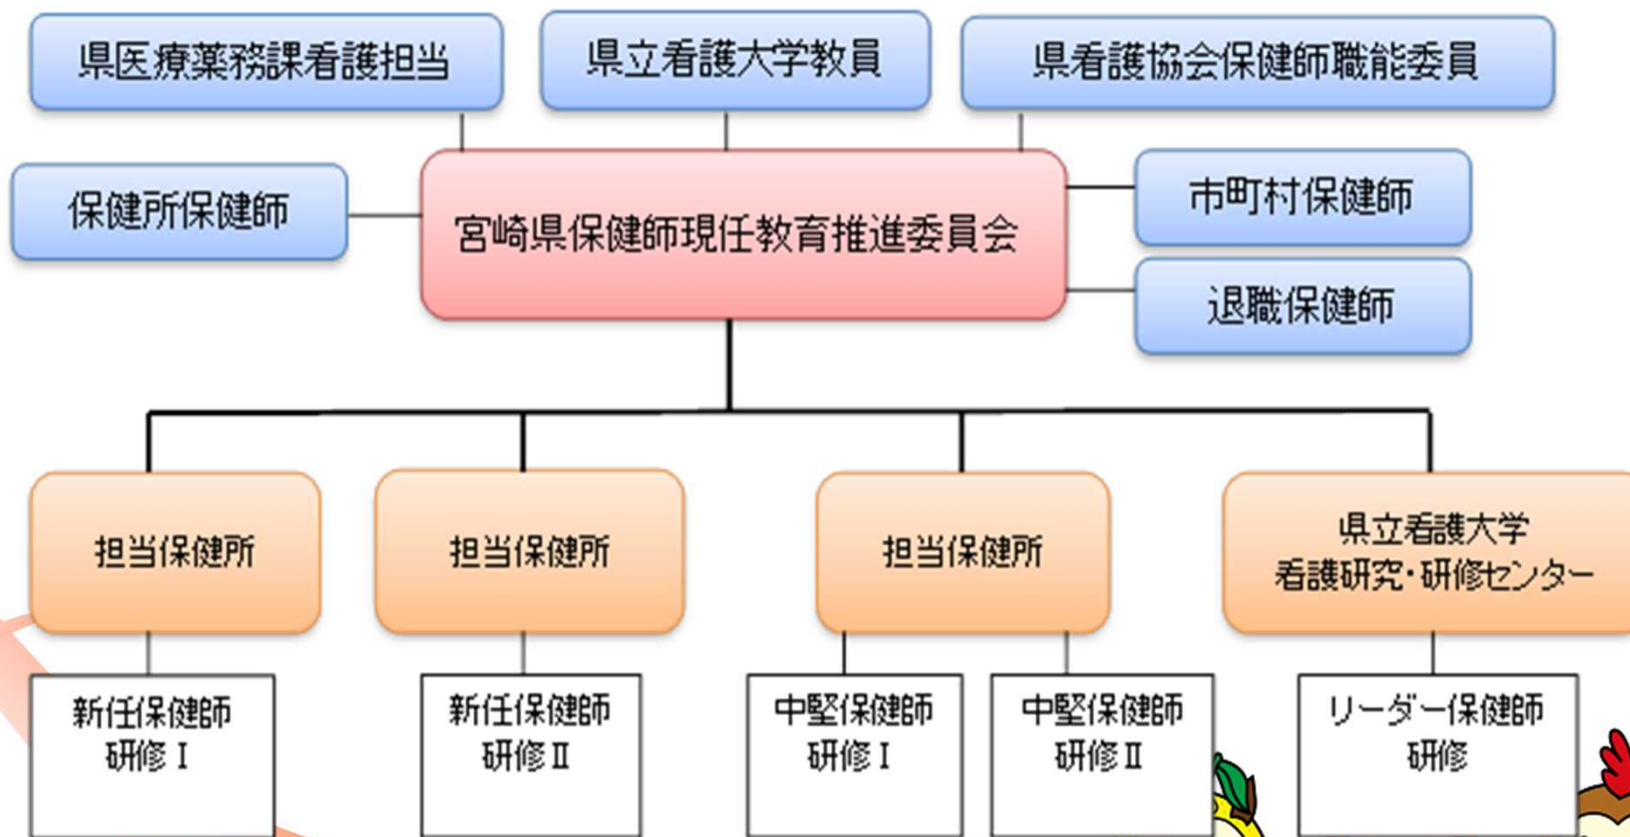 県医療薬務課看護担当
県立看護大学教員
県看護協会保健師職能委員
保健所保健師
宮崎県保健師現任教育推進委員会
市町村保健師
退職保健師
担当保健所
担当保健所
担当保健所
県立看護大学
看護研究・研修センター
新任保健師
研修Ⅰ
新任保健師
研修Ⅱ
中堅保健師
研修Ⅰ
中堅保健師
研修Ⅱ
リーダー保健師
研修